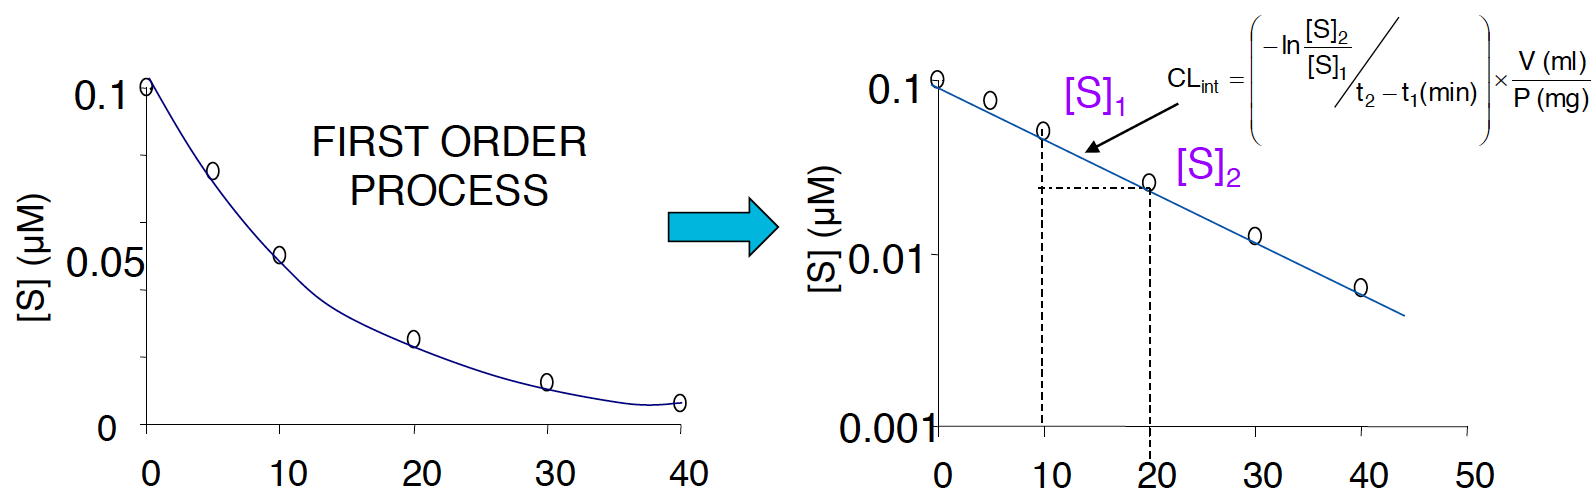 0.1
0.05
0
[S] (μM)
FIRST ORDER
PROCESS
0 10 20 30 40
0.1
0.01
0.001
[S] (μM)
[S]1
[S]2
CLint = ( −ln [S]2 / [S]1 / t2 − t1(min) ) × V (ml) / P (mg)
0 10 20 30 40 50